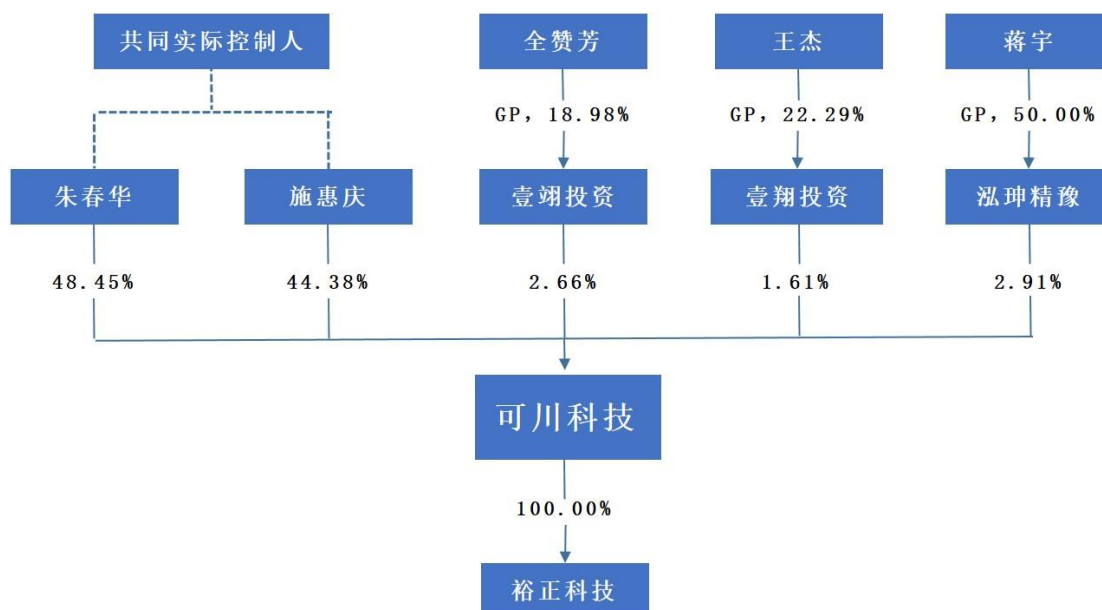 共同实际控制人
全赞芳
王杰
蒋宇
GP，18.98%
GP，22.29%
GP，50.00%
朱春华
施惠庆
壹翊投资
壹翔投资
泓珅精豫
48.45%
44.38%
2.66%
1.61%
2.91%
可川科技
100.00%
裕正科技